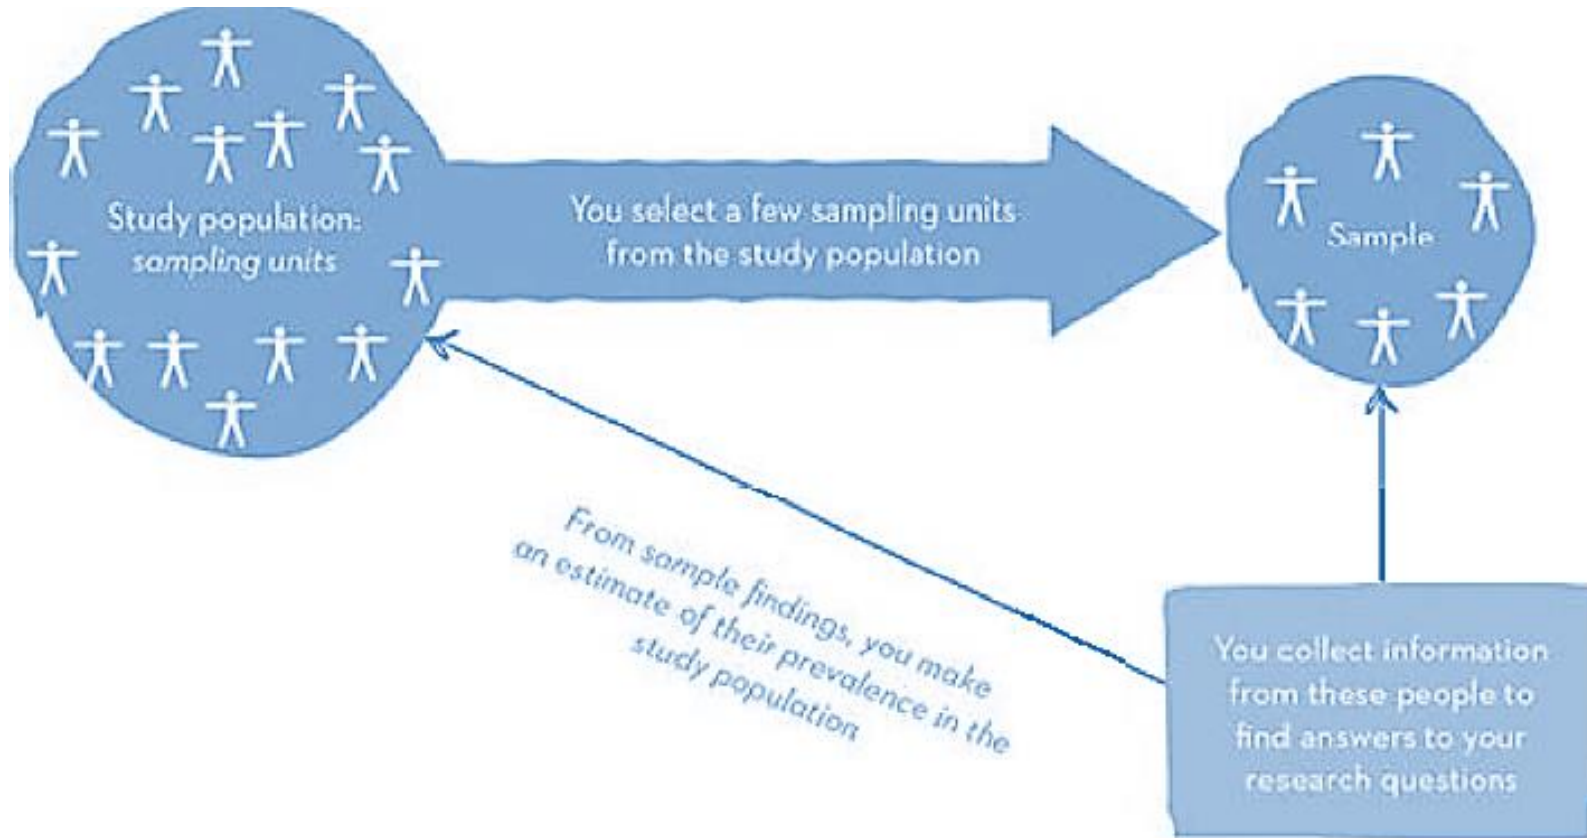 Study population:
sampling units
You select a few sampling units
from the study population
Sample
From sample findings, you make
an estimate of their prevalence in the
study population
You collect information
from these people to
find answers to your
research questions